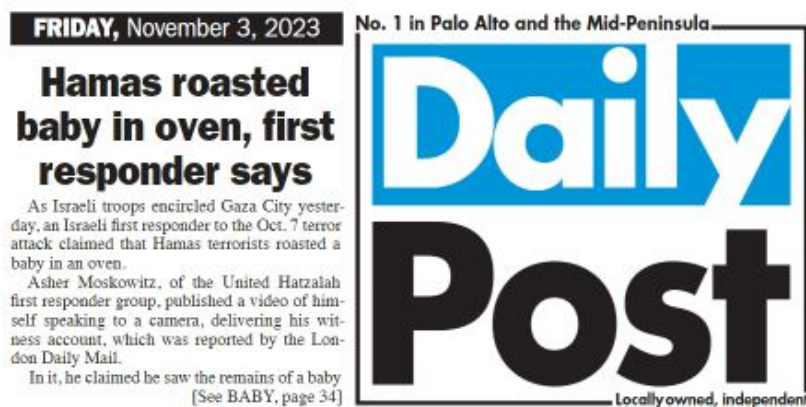 FRIDAY, November 3, 2023
Hamas roasted
baby in oven, first
responder says
As Israeli troops encircled Gaza City yester-
day, an Israeli first responder to the Oct. 7 terror
attack claimed that Hamas terrorists roasted a
baby in an oven.
Asher Moskowitz, of the United Hatzalah
first responder group, published a video of him-
self speaking to a camera, delivering his wit-
ness account, which was reported by the Lon-
don Daily Mail.
In it, he claimed he saw the remains of a baby
[See BABY, page 34]
No. 1 in Palo Alto and the Mid-Peninsula
Daily
Post
Locally owned, independent